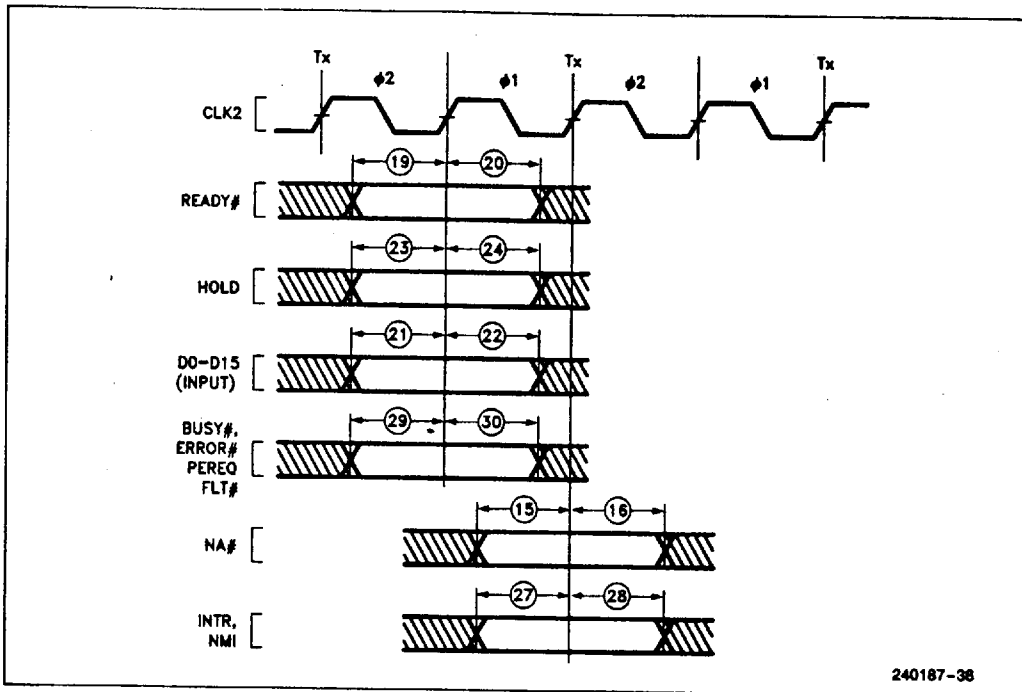 Tx Tx Tx
φ2 φ1 φ2 φ1
CLK2
19 20
READY#
23 24
HOLD
21 22
D0-D15
(INPUT)
29 30
BUSY#,
ERROR#
PEREQ
FLT#
15 16
NA#
27 28
INTR,
NMI
240187-38